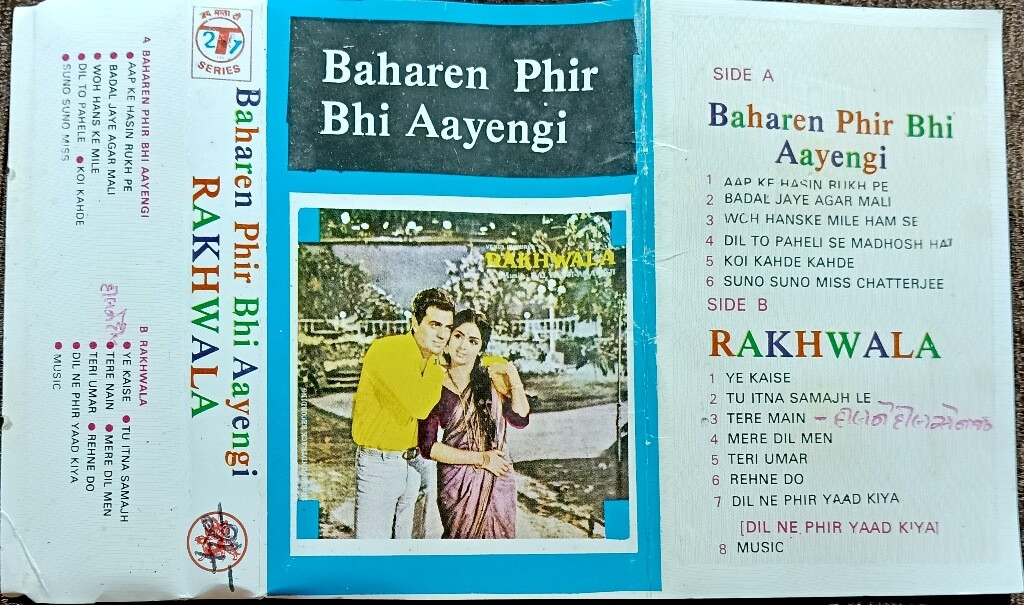 A BAHAREN PHIR BHI AAYENGI
● AAP KE HASIN RUKH PE
● BADAL JAYE AGAR MALI
● WOH HANS KE MILE
● DIL TO PAHELE ● KOI KAHDE
● SUNO SUNO MISS
B RAKHWALA
● YE KAISE ● TU ITNA SAMAJH
● TERE NAIN ● MERE DIL MEN
● TERI UMAR ● REHNE DO
● DIL NE PHIR YAAD KIYA
● MUSIC
जय माता दी
T
27
SERIES
Baharen Phir Bhi Aayengi
RAKHWALA
Baharen Phir
Bhi Aayengi
RAKHWALA
SIDE A
Baharen Phir Bhi
Aayengi
1 AAP KE HASIN RUKH PE
2 BADAL JAYE AGAR MALI
3 WOH HANSKE MILE HAM SE
4 DIL TO PAHELI SE MADHOSH HAI
5 KOI KAHDE KAHDE
6 SUNO SUNO MISS CHATTERJEE
SIDE B
RAKHWALA
1 YE KAISE
2 TU ITNA SAMAJH LE
3 TERE MAIN –
4 MERE DIL MEN
5 TERI UMAR
6 REHNE DO
7 DIL NE PHIR YAAD KIYA
[DIL NE PHIR YAAD KIYA]
8 MUSIC